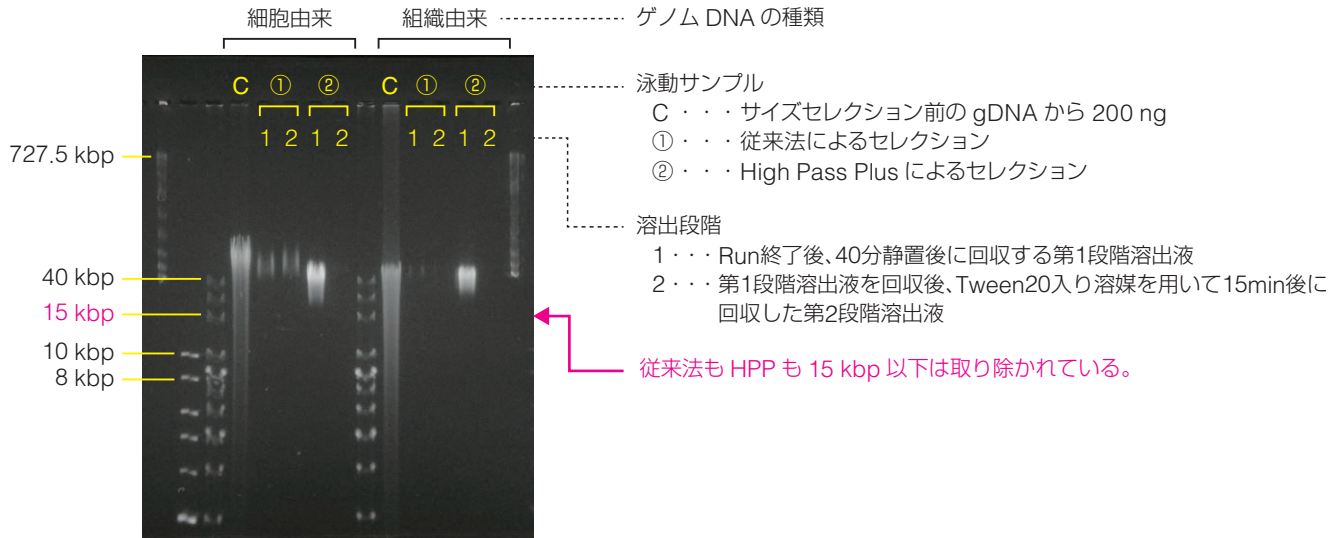 細胞由来 組織由来 ゲノム DNA の種類
C ① ② C ① ②
1 2 1 2 1 2 1 2
727.5 kbp
40 kbp
15 kbp
10 kbp
8 kbp
泳動サンプル
C ・・・サイズセレクション前の gDNA から 200 ng
①・・・従来法によるセレクション
②・・・High Pass Plus によるセレクション
溶出段階
1・・・Run終了後、40分静置後に回収する第1段階溶出液
2・・・第1段階溶出液を回収後、Tween20入り溶媒を用いて15min後に
回収した第2段階溶出液
従来法も HPP も 15 kbp 以下は取り除かれている。